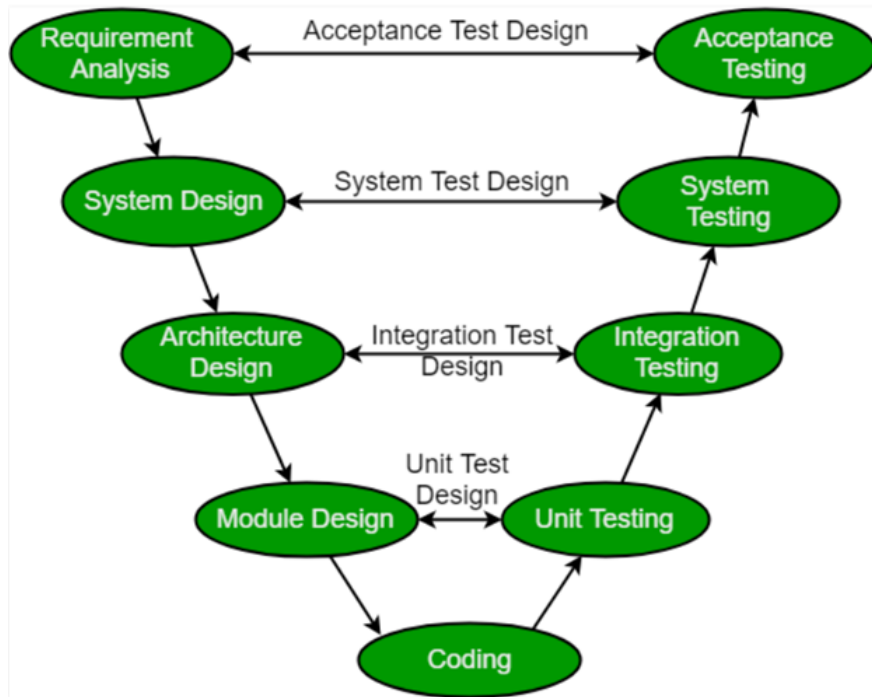 Requirement
Analysis
Acceptance Test Design
Acceptance
Testing
System Design
System Test Design
System
Testing
Architecture
Design
Integration Test
Design
Integration
Testing
Module Design
Unit Test
Design
Unit Testing
Coding